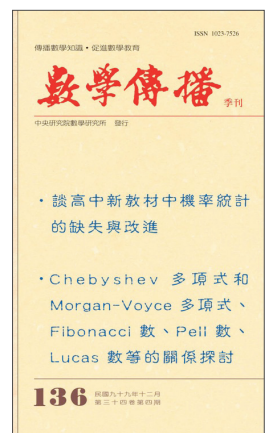 ISSN 1023-7526
傳播數學知識・促進數學教育
數學傳播 季刊
中央研究院數學研究所 發行
・談高中新教材中機率統計
的缺失與改進
・Chebyshev 多項式和
Morgan-Voyce 多項式、
Fibonacci 數、Pell 數、
Lucas 數等的關係探討
136 民國九十九年十二月
第三十四卷第四期